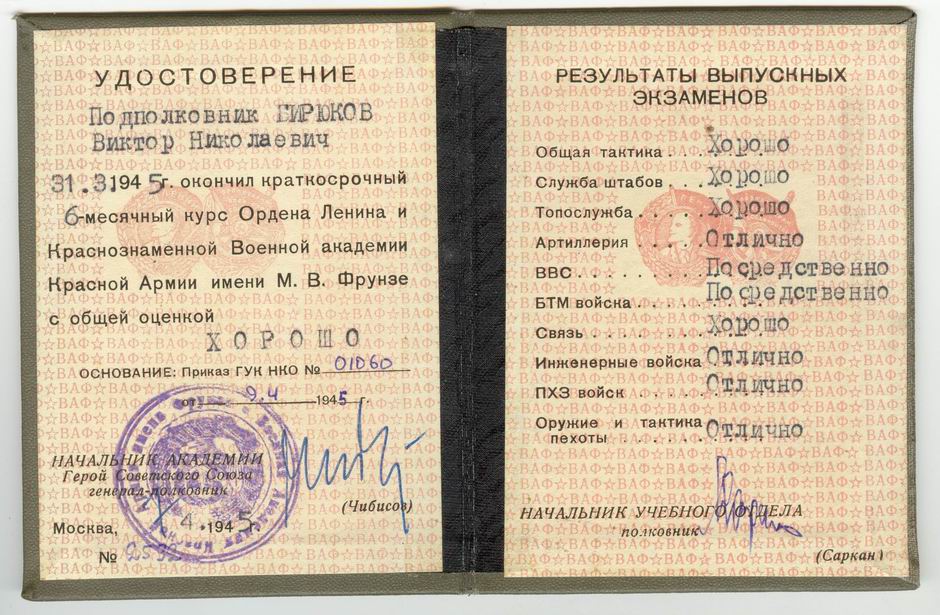 УДОСТОВЕРЕНИЕ
Подполковник ГИРЮКОВ
Виктор Николаевич
31.3 1945г. окончил краткосрочный
6-месячный курс Ордена Ленина и
Краснознаменной Военной академии
Красной Армии имени М. В. Фрунзе
с общей оценкой
ХОРОШО
ОСНОВАНИЕ: Приказ ГУК НКО № 01060
от 9.4 1945 г.
НАЧАЛЬНИК АКАДЕМИИ
Герой Советского Союза
генерал-полковник
(Чибисов)
Москва, 4. 1945г.
№
РЕЗУЛЬТАТЫ ВЫПУСКНЫХ
ЭКЗАМЕНОВ
Общая тактика . . Хорошо
Служба штабов . . Хорошо
Топослужба . . . . . Хорошо
Артиллерия . . . . . Отлично
ВВС . . . . . . . . . Посредственно
БТМ войска . . . . . Посредственно
Связь . . . . . . . . Хорошо
Инженерные войска Отлично
ПХЗ войск . . . . . Отлично
Оружие и тактика
пехоты . . . . . . . Отлично
НАЧАЛЬНИК УЧЕБНОГО ОТДЕЛА
полковник
(Саркан)